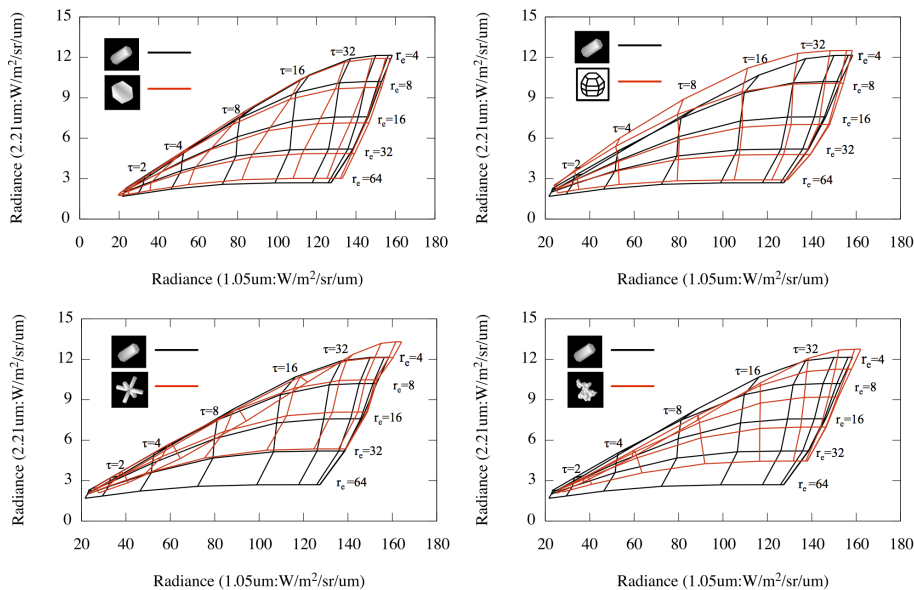 15
12
9
6
3
0
Radiance (2.21um:W/m²/sr/um)
τ=2
τ=4
τ=8
τ=16
τ=32
rₑ=4
rₑ=8
rₑ=16
rₑ=32
rₑ=64
0 20 40 60 80 100 120 140 160 180
Radiance (1.05um:W/m²/sr/um)
15
12
9
6
3
0
Radiance (2.21um:W/m²/sr/um)
τ=2
τ=4
τ=8
τ=16
τ=32
rₑ=4
rₑ=8
rₑ=16
rₑ=32
rₑ=64
20 40 60 80 100 120 140 160 180
Radiance (1.05um:W/m²/sr/um)
15
12
9
6
3
0
Radiance (2.21um:W/m²/sr/um)
τ=2
τ=4
τ=8
τ=16
τ=32
rₑ=4
rₑ=8
rₑ=16
rₑ=32
rₑ=64
20 40 60 80 100 120 140 160 180
Radiance (1.05um:W/m²/sr/um)
15
12
9
6
3
0
Radiance (2.21um:W/m²/sr/um)
τ=2
τ=4
τ=8
τ=16
τ=32
rₑ=4
rₑ=8
rₑ=16
rₑ=32
rₑ=64
20 40 60 80 100 120 140 160 180
Radiance (1.05um:W/m²/sr/um)